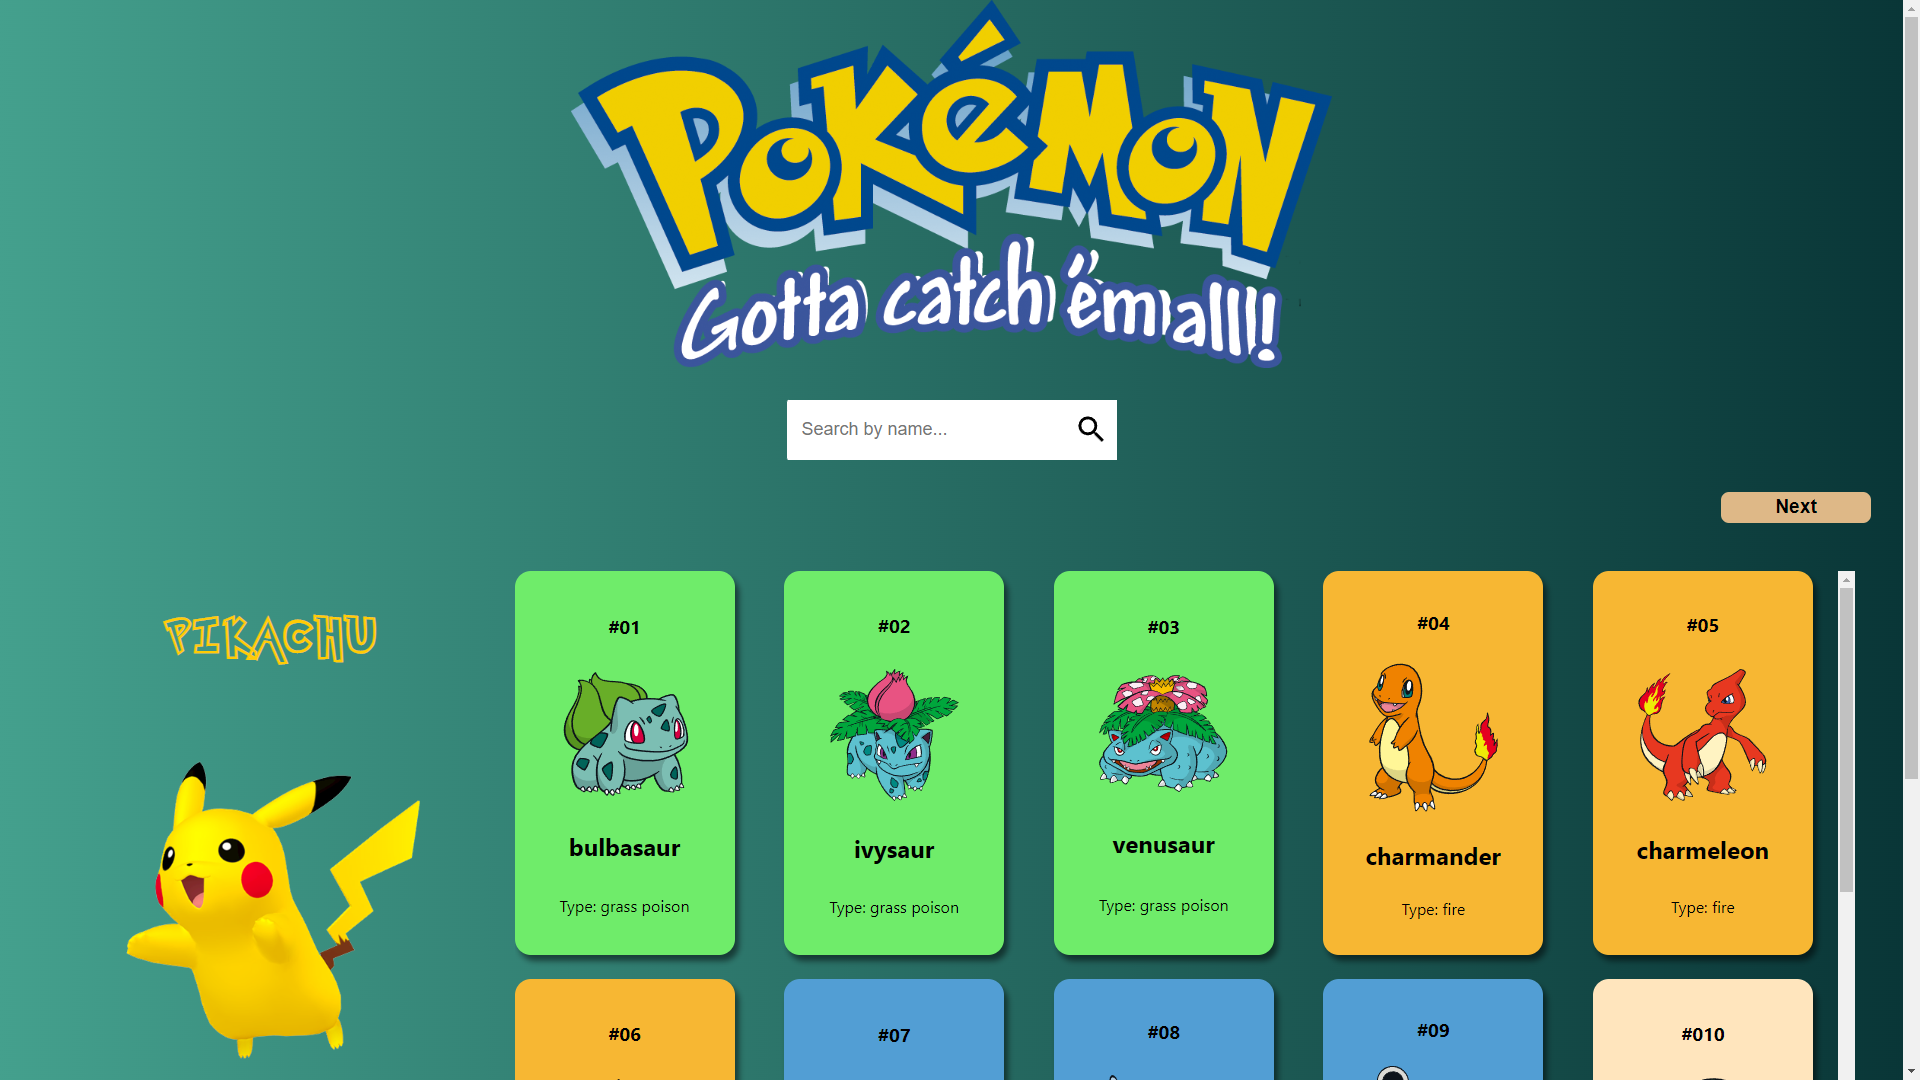 POKéMON
Gotta catch 'em all!
Search by name...
Next
PIKACHU
#01
bulbasaur
Type: grass poison
#02
ivysaur
Type: grass poison
#03
venusaur
Type: grass poison
#04
charmander
Type: fire
#05
charmeleon
Type: fire
#06
#07
#08
#09
#010